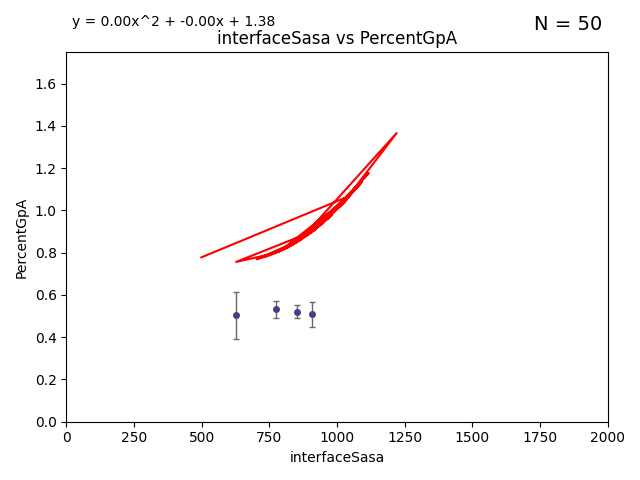 y = 0.00x^2 + -0.00x + 1.38
N = 50
interfaceSasa vs PercentGpA
PercentGpA
1.6
1.4
1.2
1.0
0.8
0.6
0.4
0.2
0.0
0 250 500 750 1000 1250 1500 1750 2000
interfaceSasa